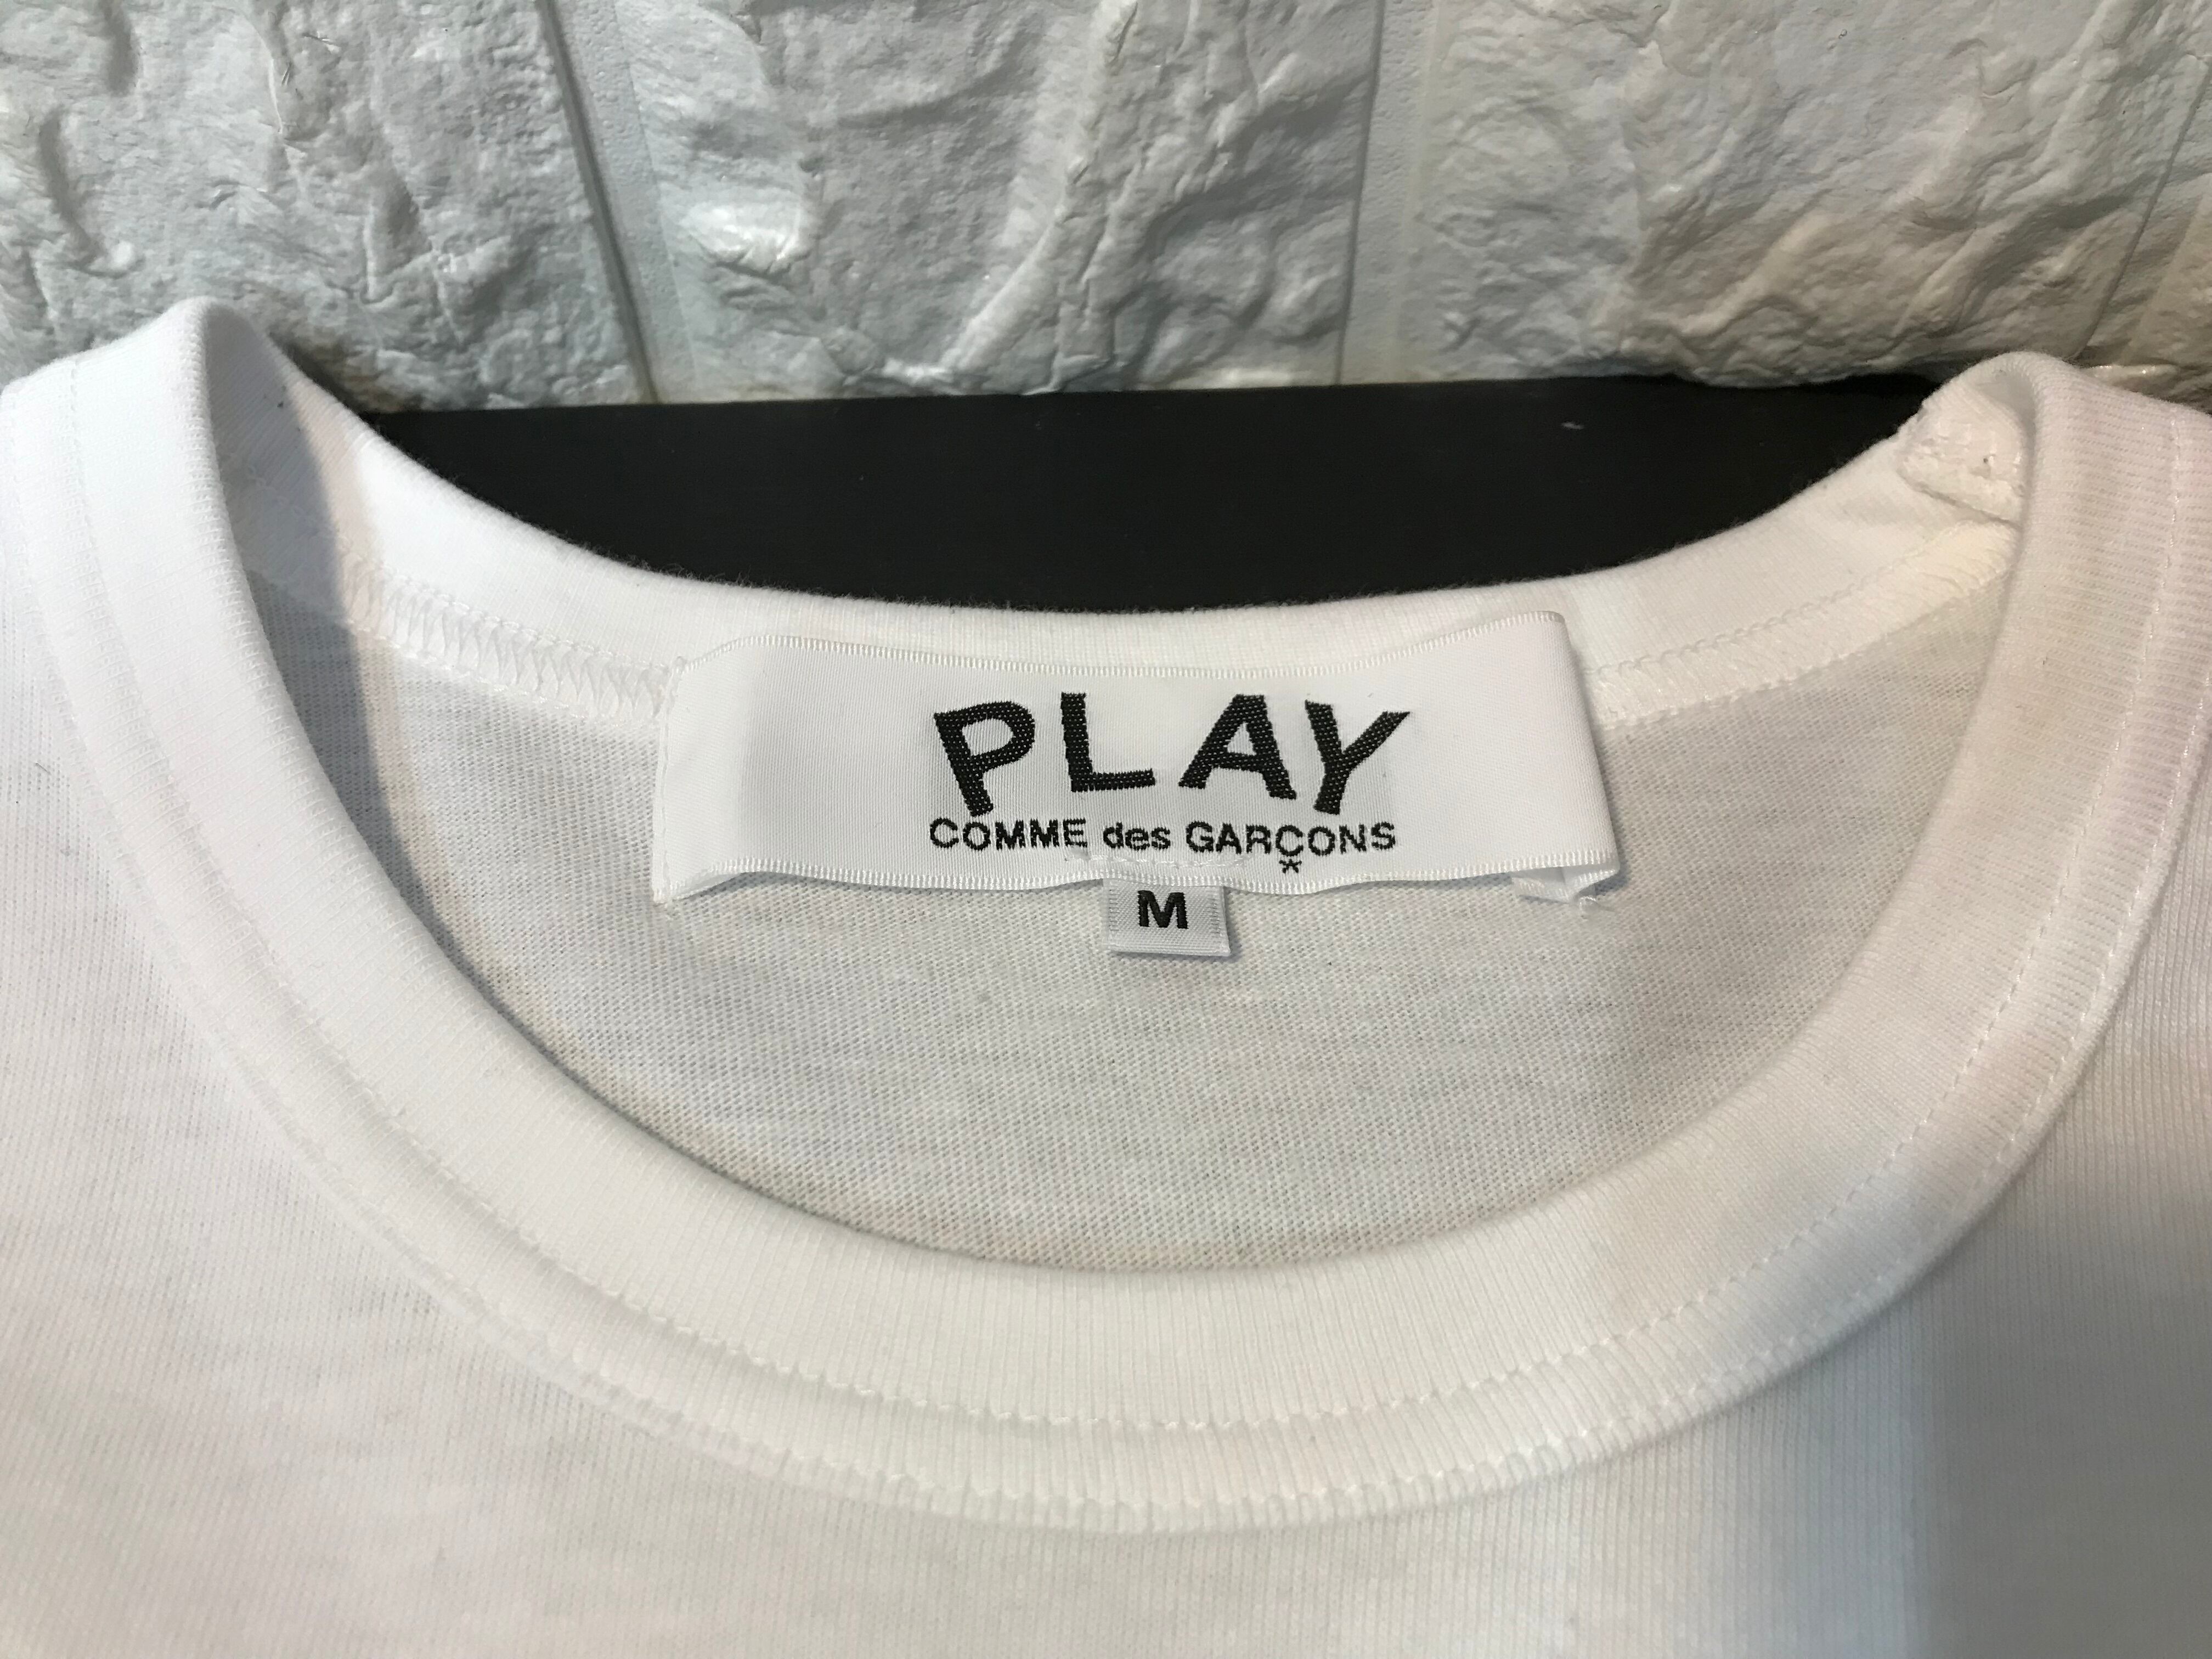 PLAY
COMME des GARÇONS
*
M